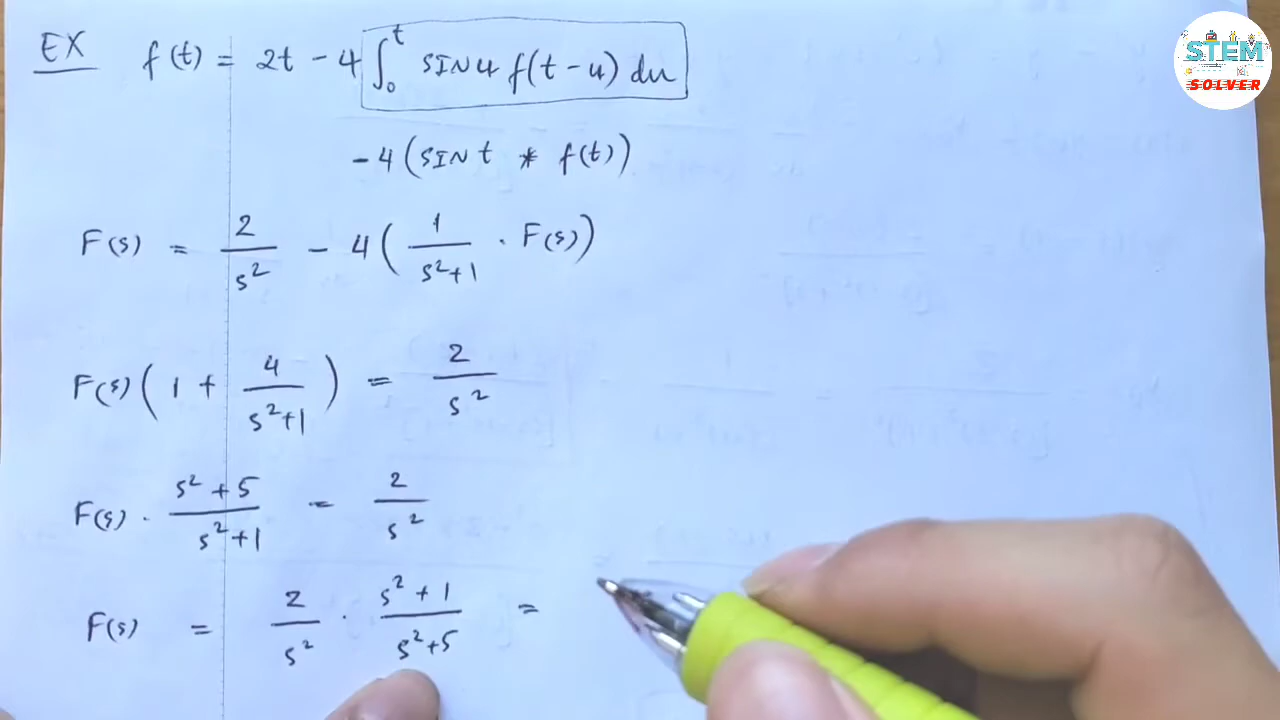 EX f(t) = 2t - 4 ∫₀ᵗ SIN u f(t - u) du
- 4 (SIN t * f(t))
F(s) = 2/s² - 4 ( 1/(s²+1) · F(s) )
F(s) ( 1 + 4/(s²+1) ) = 2/s²
F(s) · (s² + 5)/(s²+1) = 2/s²
F(s) = 2/s² · (s² + 1)/(s²+5) =
STEM
SOLVER